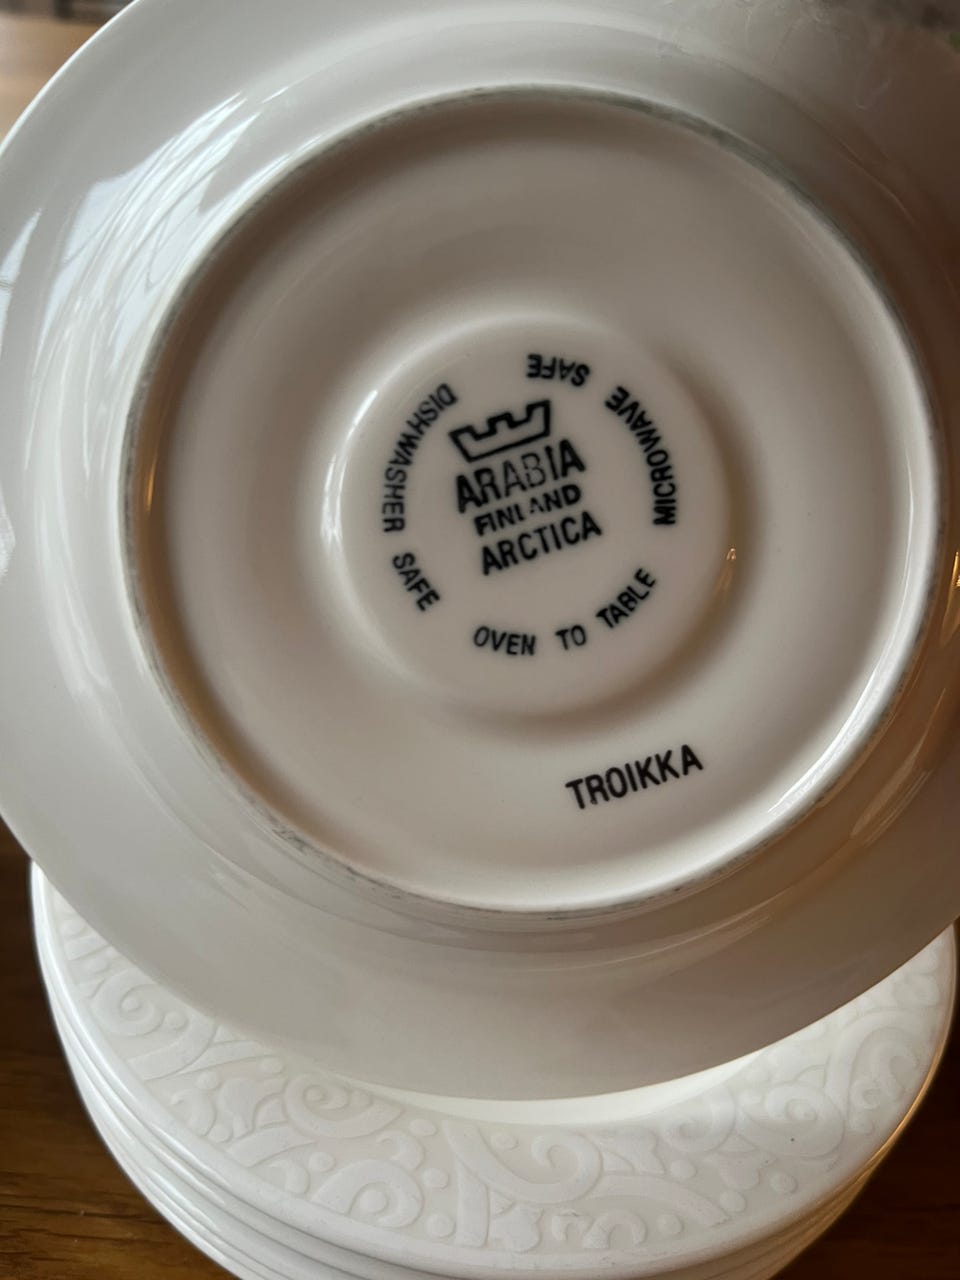 ARABIA
FINLAND
ARCTICA
DISHWASHER SAFE
OVEN TO TABLE
MICROWAVE SAFE
TROIKKA